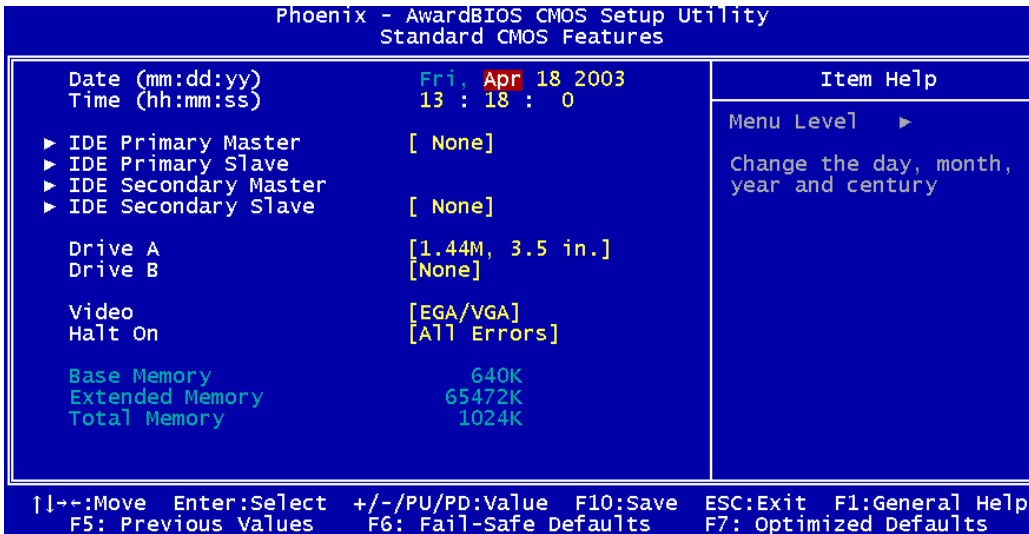 Phoenix - AwardBIOS CMOS Setup Utility
Standard CMOS Features
Date (mm:dd:yy) Fri, Apr 18 2003
Time (hh:mm:ss) 13 : 18 : 0
► IDE Primary Master [ None]
► IDE Primary Slave
► IDE Secondary Master
► IDE Secondary Slave [ None]
Drive A [1.44M, 3.5 in.]
Drive B [None]
Video [EGA/VGA]
Halt On [All Errors]
Base Memory 640K
Extended Memory 65472K
Total Memory 1024K
Item Help
Menu Level ►
Change the day, month,
year and century
↑↓→←:Move Enter:Select +/-/PU/PD:Value F10:Save ESC:Exit F1:General Help
F5: Previous Values F6: Fail-Safe Defaults F7: Optimized Defaults